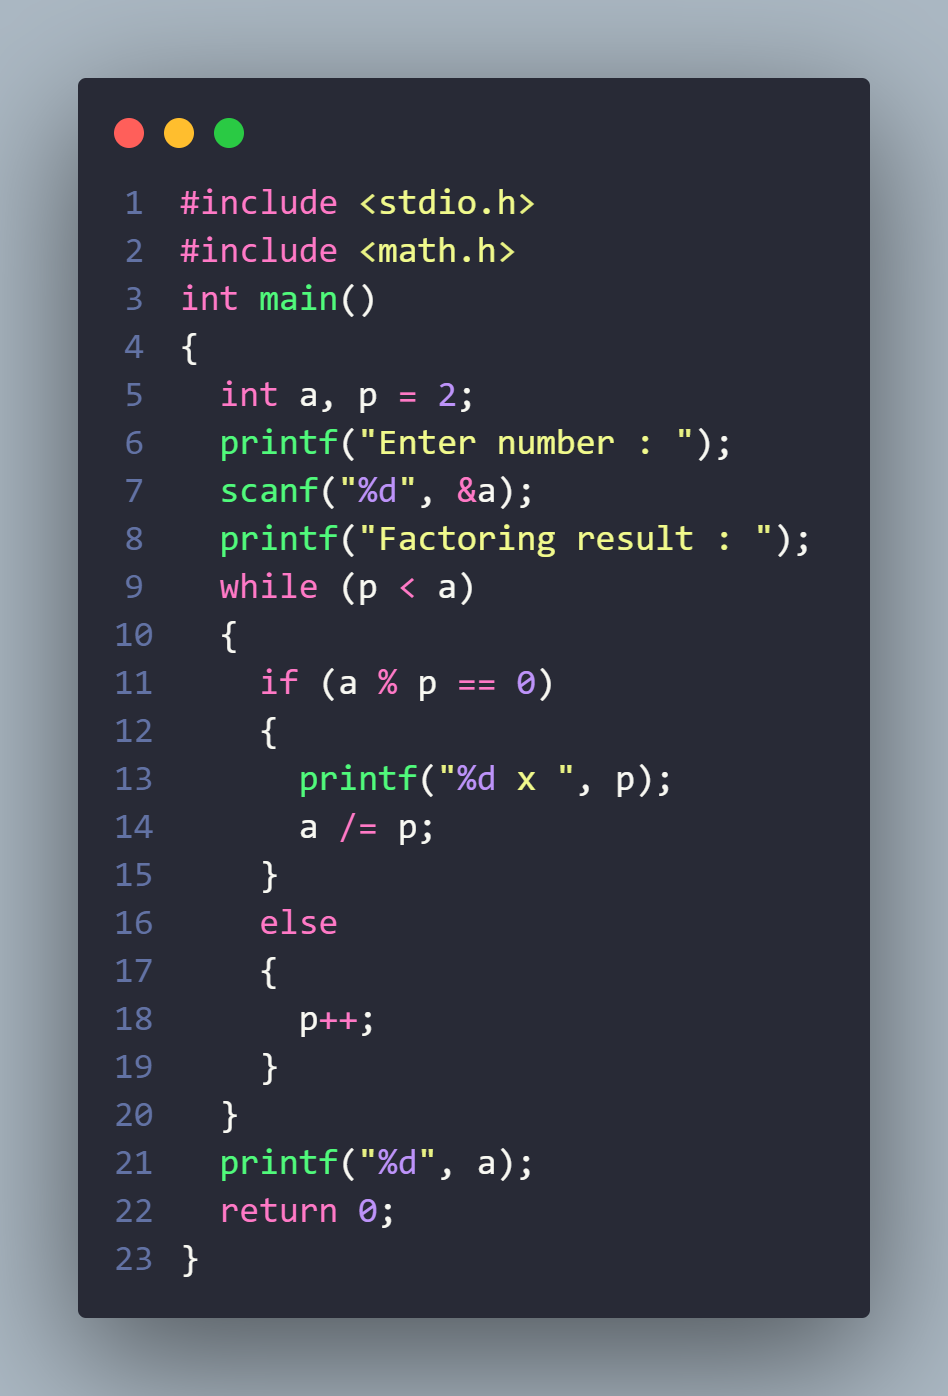 1 #include <stdio.h>
2 #include <math.h>
3 int main()
4 {
5   int a, p = 2;
6   printf("Enter number : ");
7   scanf("%d", &a);
8   printf("Factoring result : ");
9   while (p < a)
10   {
11     if (a % p == 0)
12     {
13       printf("%d x ", p);
14       a /= p;
15     }
16     else
17     {
18       p++;
19     }
20   }
21   printf("%d", a);
22   return 0;
23 }